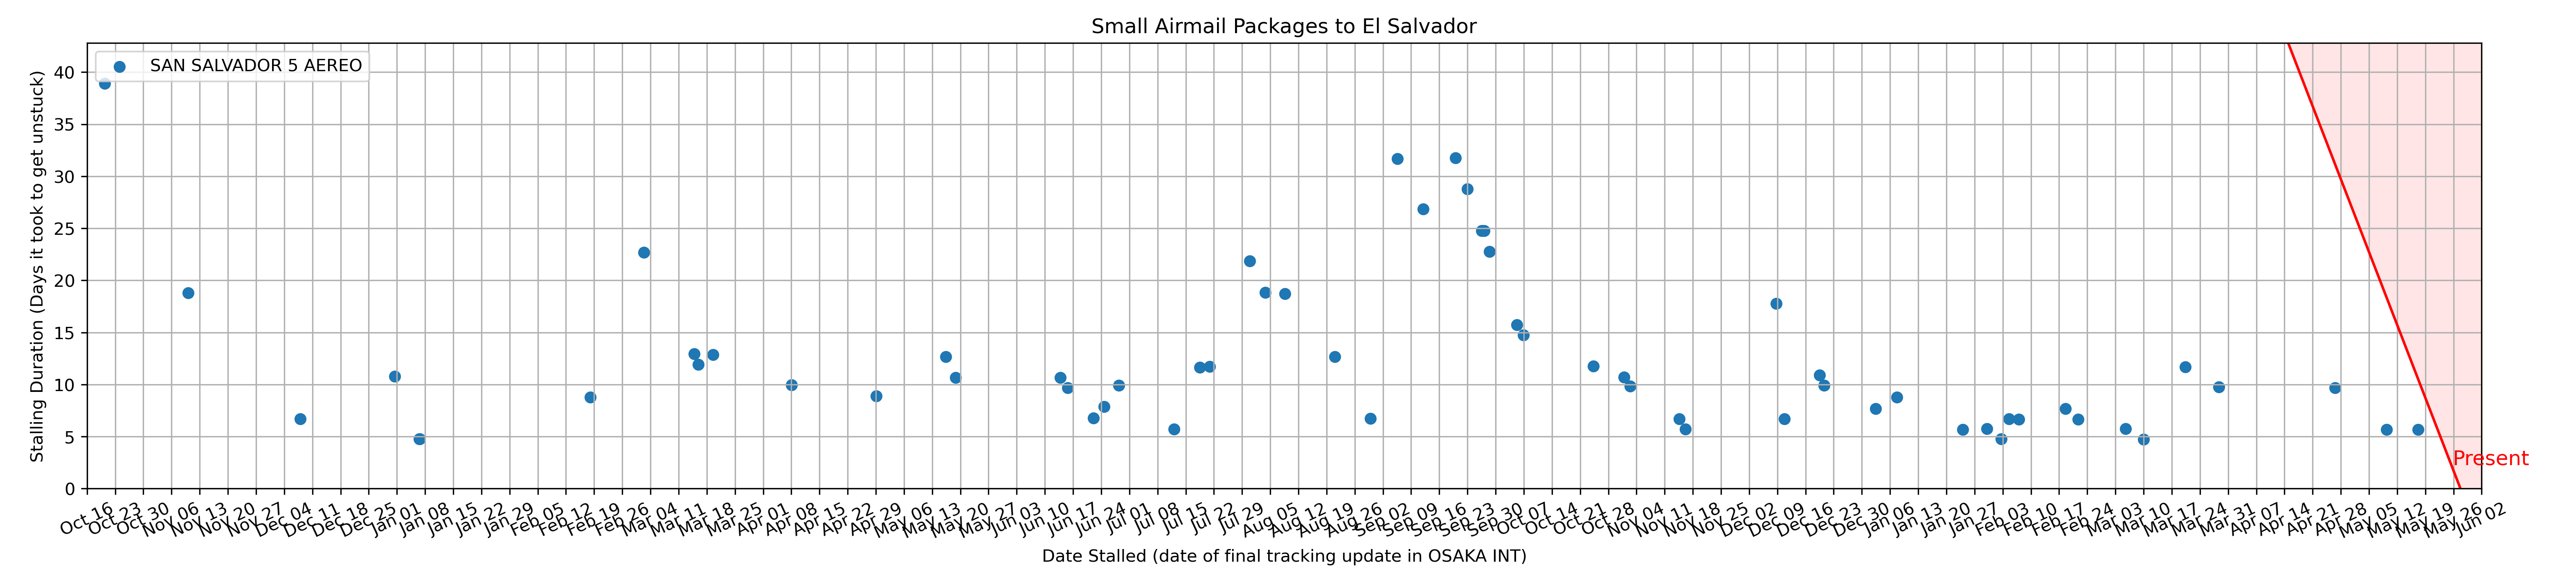 Small Airmail Packages to El Salvador
SAN SALVADOR 5 AEREO
Stalling Duration (Days it took to get unstuck)
40
35
30
25
20
15
10
5
0
Present
Oct 16 Oct 23 Oct 30 Nov 06 Nov 13 Nov 20 Nov 27 Dec 04 Dec 11 Dec 18 Dec 25 Jan 01 Jan 08 Jan 15 Jan 22 Jan 29 Feb 05 Feb 12 Feb 19 Feb 26 Mar 04 Mar 11 Mar 18 Mar 25 Apr 01 Apr 08 Apr 15 Apr 22 Apr 29 May 06 May 13 May 20 May 27 Jun 03 Jun 10 Jun 17 Jun 24 Jul 01 Jul 08 Jul 15 Jul 22 Jul 29 Aug 05 Aug 12 Aug 19 Aug 26 Sep 02 Sep 09 Sep 16 Sep 23 Sep 30 Oct 07 Oct 14 Oct 21 Oct 28 Nov 04 Nov 11 Nov 18 Nov 25 Dec 02 Dec 09 Dec 16 Dec 23 Dec 30 Jan 06 Jan 13 Jan 20 Jan 27 Feb 03 Feb 10 Feb 17 Feb 24 Mar 03 Mar 10 Mar 17 Mar 24 Mar 31 Apr 07 Apr 14 Apr 21 Apr 28 May 05 May 12 May 19 May 26 Jun 02
Date Stalled (date of final tracking update in OSAKA INT)